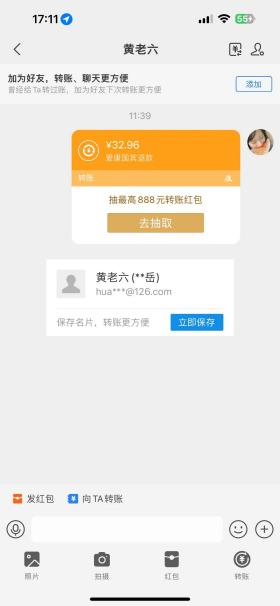 17:11
55
黄老六
加为好友，转账、聊天更方便
曾经给Ta转过账，加为好友下次转账更方便
添加
11:39
¥32.96
爱康国宾退款
转账
抽最高888元转账红包
去抽取
黄老六 (**岳)
hua***@126.com
保存名片，转账更方便
立即保存
发红包
向TA转账
照片
拍摄
红包
转账